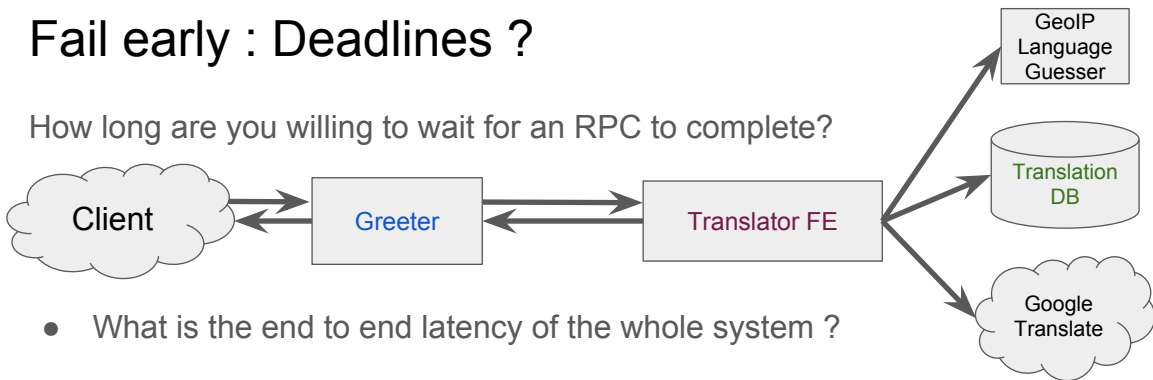 Fail early : Deadlines ?
How long are you willing to wait for an RPC to complete?
Client
Greeter
Translator FE
GeoIP
Language
Guesser
Translation
DB
Google
Translate
● What is the end to end latency of the whole system ?